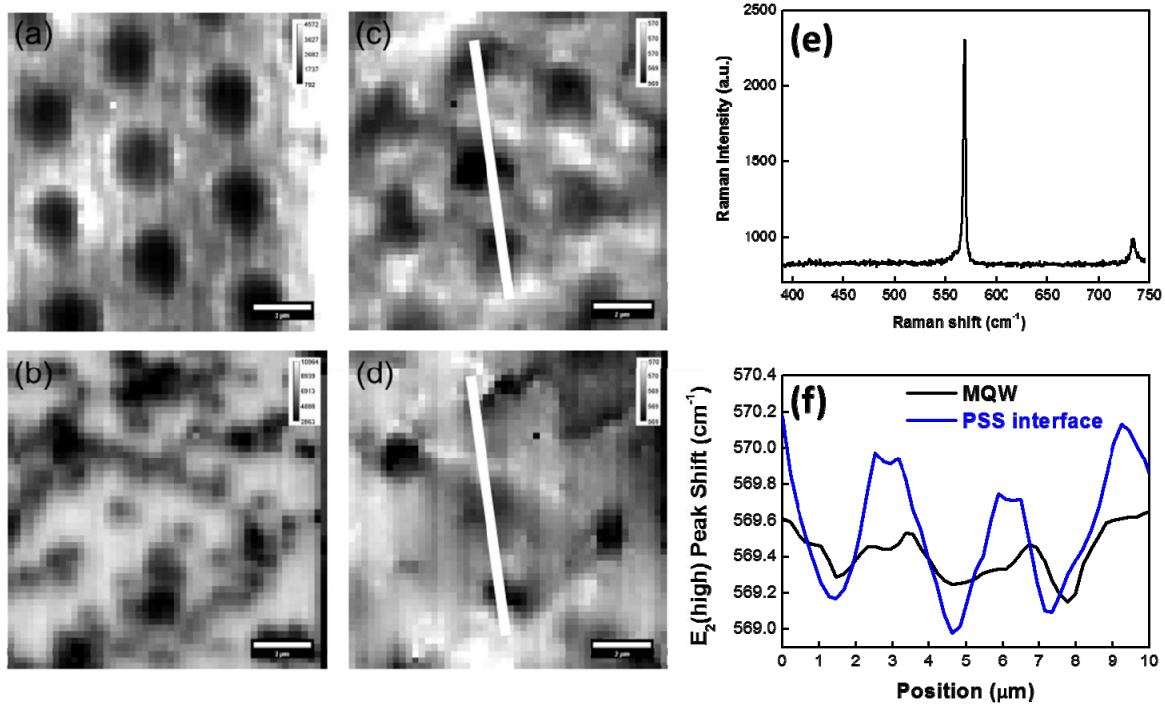 (a)
4572
3627
2682
1737
792
2 µm
(c)
570
570
570
569
569
2 µm
(e)
Raman Intensity (a.u.)
2500
2000
1500
1000
400 450 500 550 600 650 700 750
Raman shift (cm⁻¹)
(b)
10964
8939
6913
4888
2863
2 µm
(d)
570
570
569
569
569
2 µm
(f)
MQW
PSS interface
E₂(high) Peak Shift (cm⁻¹)
570.4
570.2
570.0
569.8
569.6
569.4
569.2
569.0
0 1 2 3 4 5 6 7 8 9 10
Position (µm)